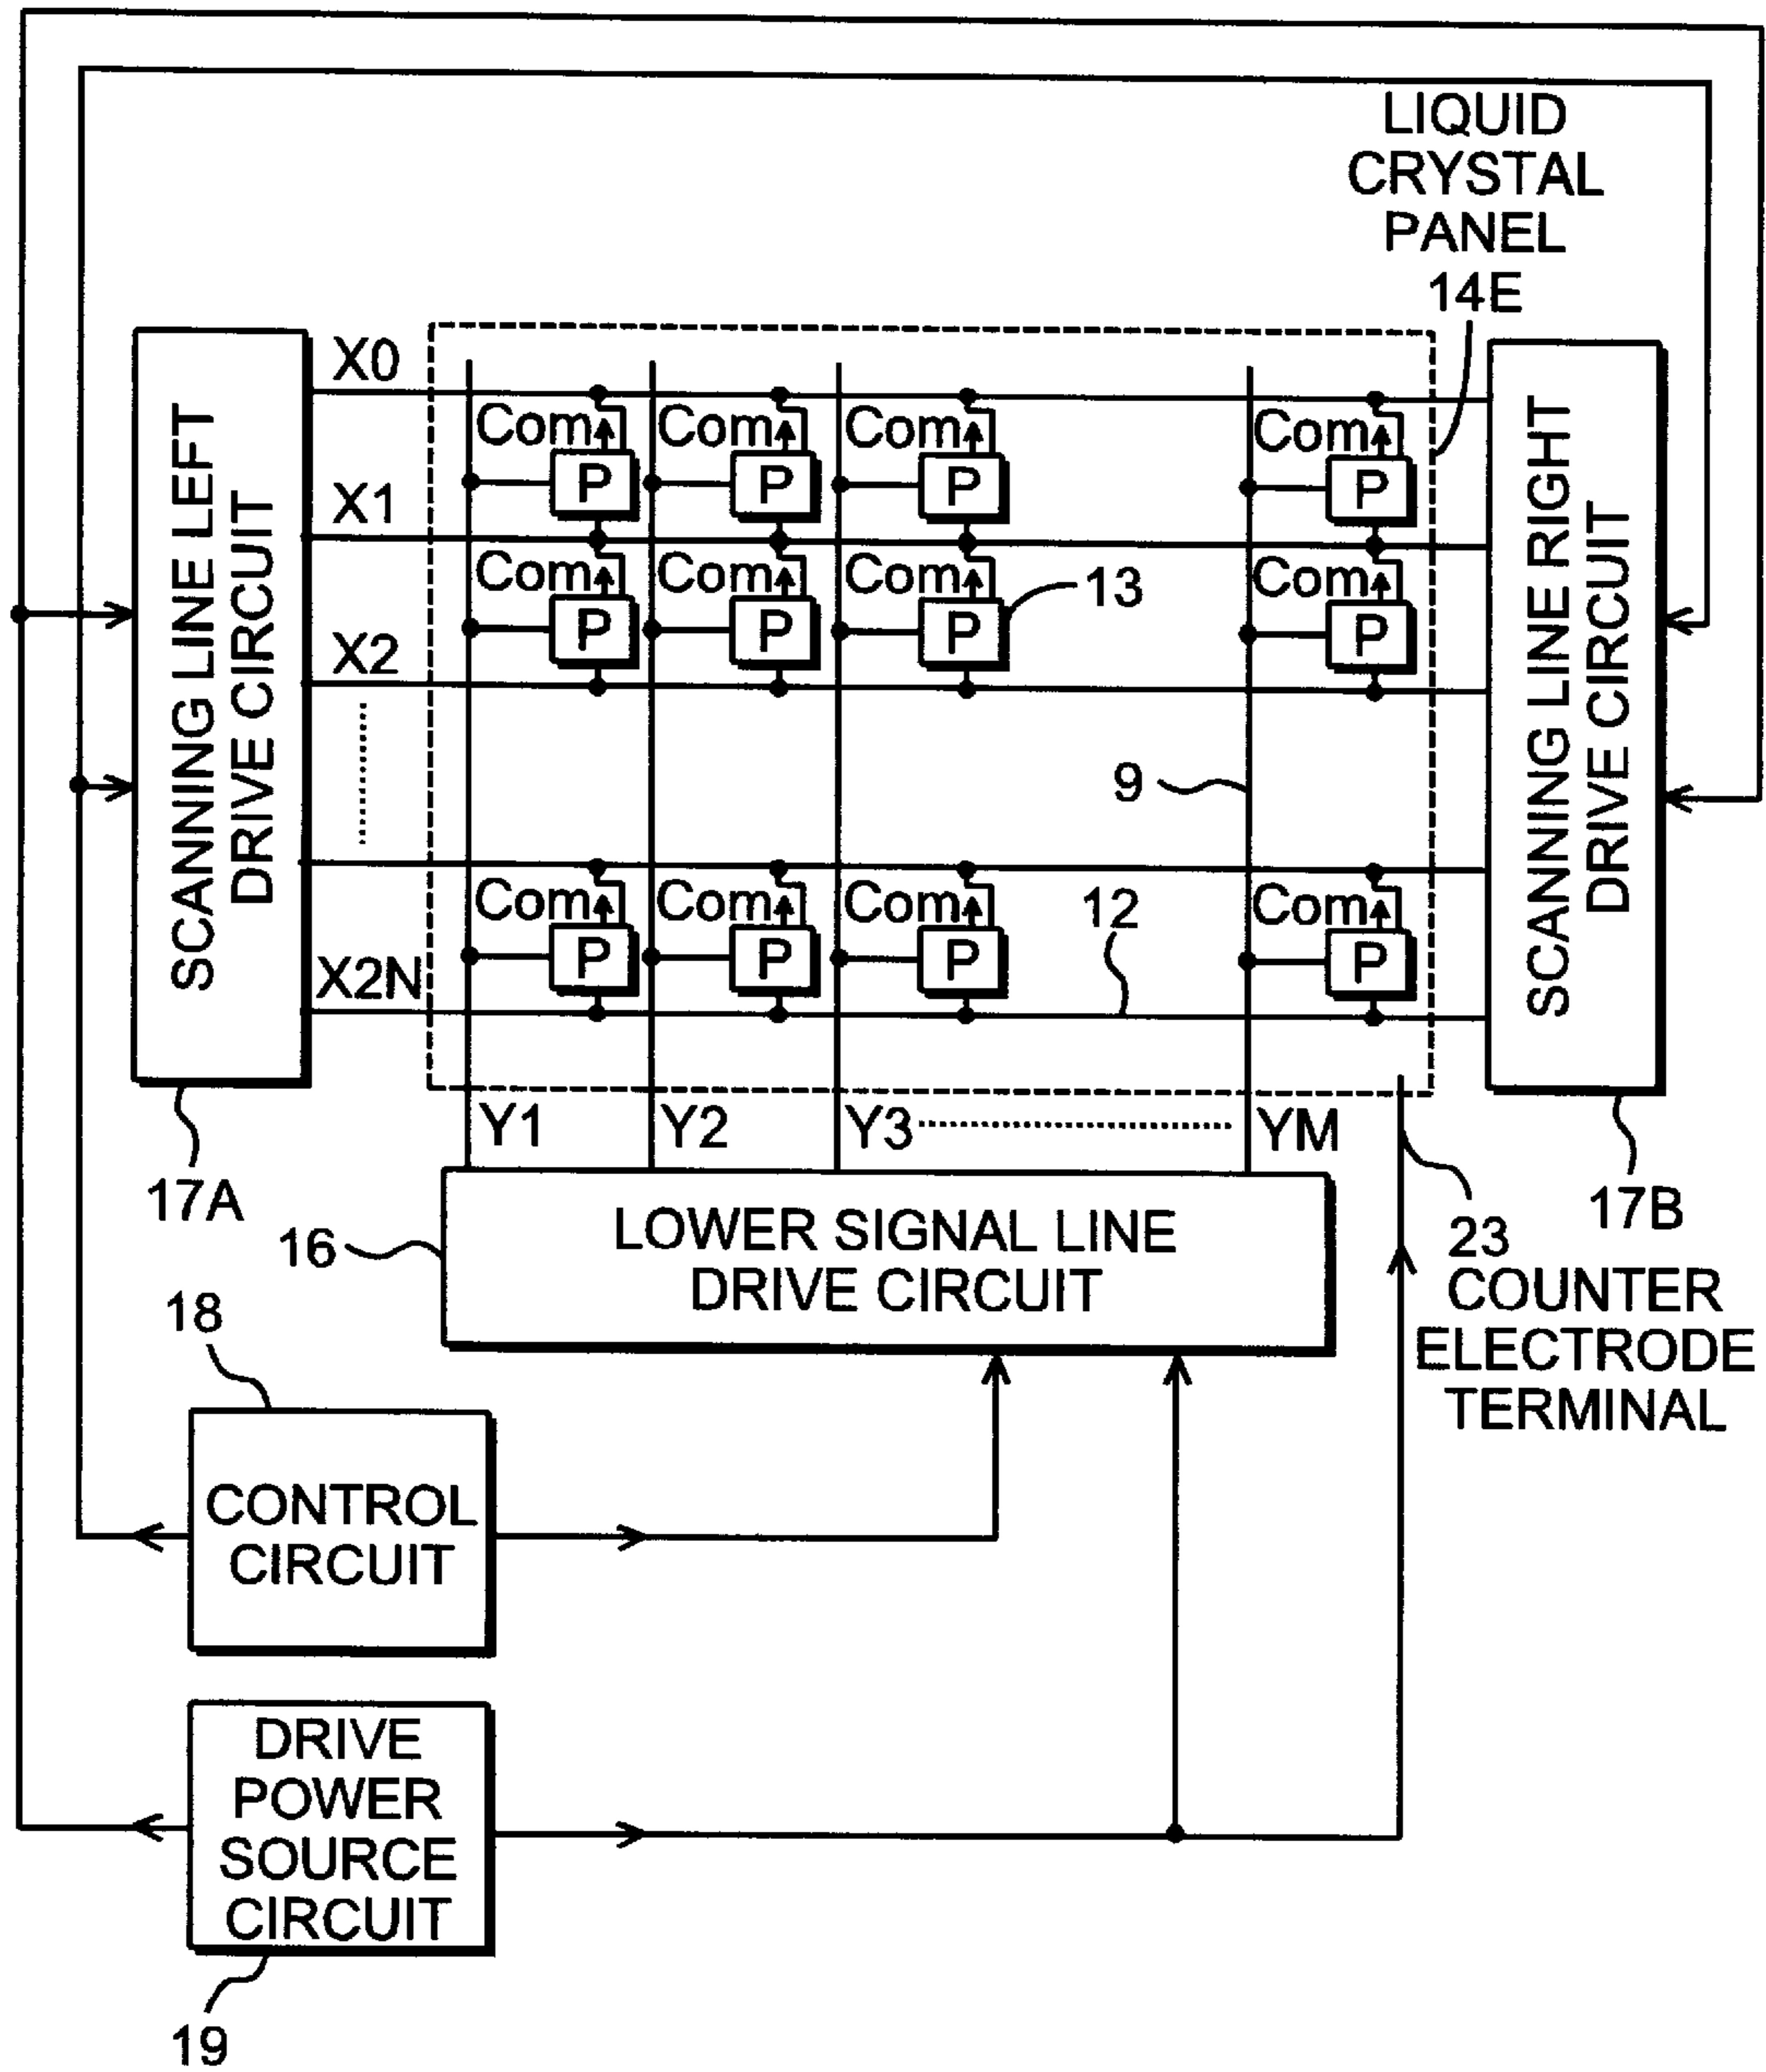 LIQUID
CRYSTAL
PANEL
14E
SCANNING LINE LEFT
DRIVE CIRCUIT
X0
Com Com Com Com
P P P P
X1
Com Com Com Com
P P P P
13
X2
9
Com Com Com Com
P P P P
12
X2N
SCANNING LINE RIGHT
DRIVE CIRCUIT
Y1 Y2 Y3 YM
17A
17B
16
LOWER SIGNAL LINE
DRIVE CIRCUIT
23
COUNTER
ELECTRODE
TERMINAL
18
CONTROL
CIRCUIT
DRIVE
POWER
SOURCE
CIRCUIT
19